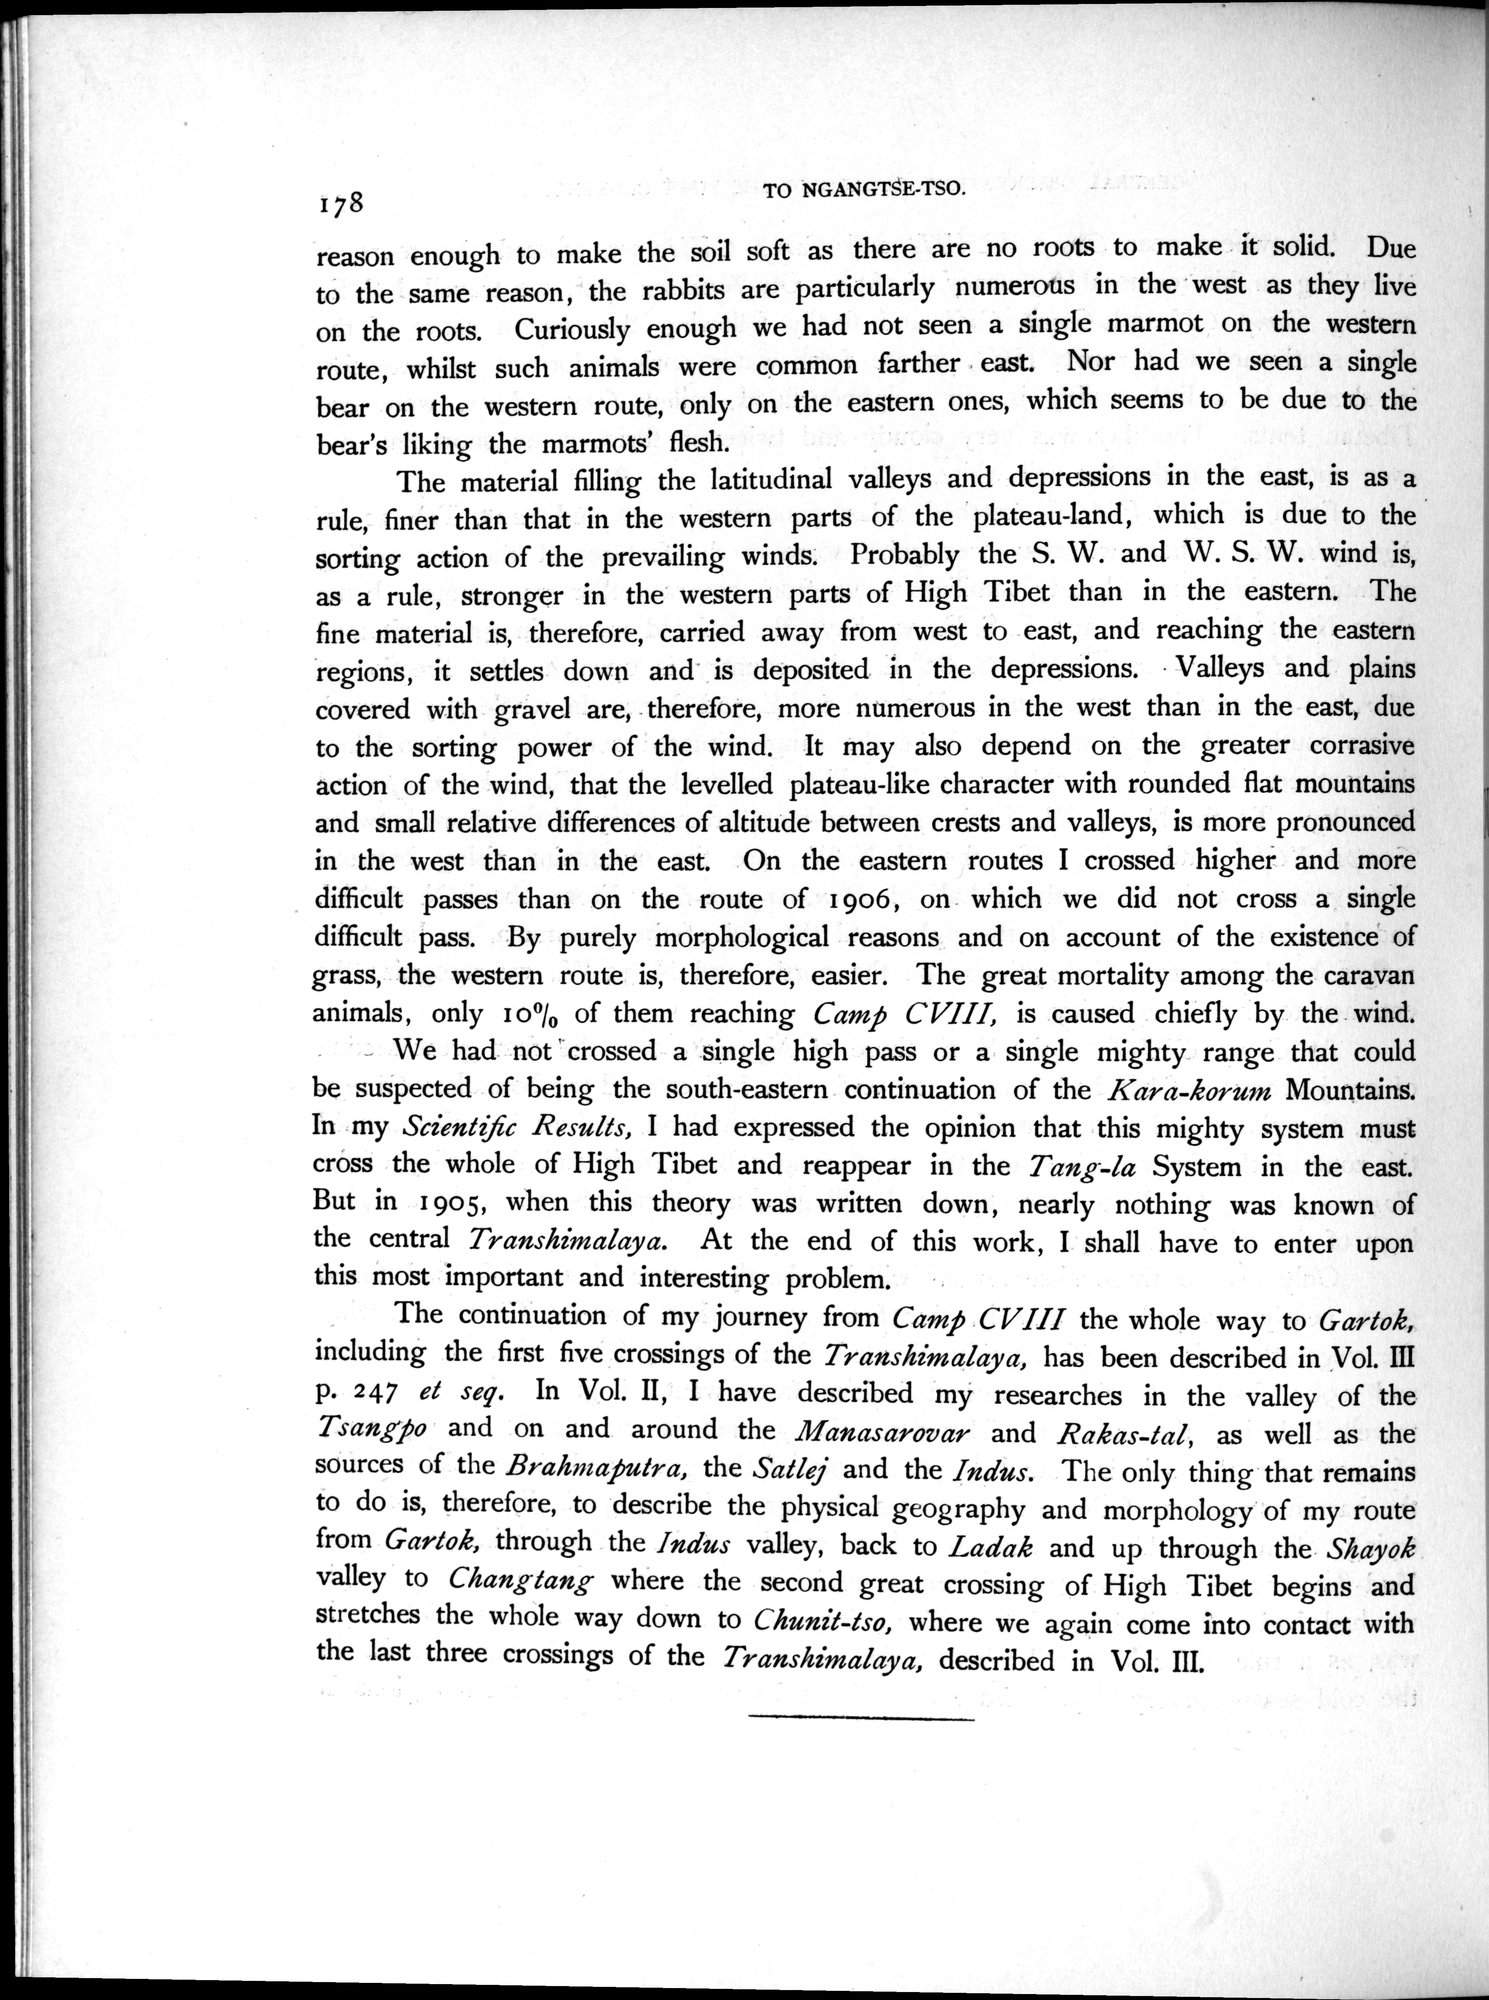 178
TO NGANGTSE-TSO.
reason enough to make the soil soft as there are no roots to make it solid. Due
to the same reason, the rabbits are particularly numerous in the west as they live
on the roots. Curiously enough we had not seen a single marmot on the western
route, whilst such animals were common farther east. Nor had we seen a single
bear on the western route, only on the eastern ones, which seems to be due to the
bear's liking the marmots' flesh.
The material filling the latitudinal valleys and depressions in the east, is as a
rule, finer than that in the western parts of the plateau-land, which is due to the
sorting action of the prevailing winds. Probably the S. W. and W. S. W. wind is,
as a rule, stronger in the western parts of High Tibet than in the eastern. The
fine material is, therefore, carried away from west to east, and reaching the eastern
regions, it settles down and is deposited in the depressions. Valleys and plains
covered with gravel are, therefore, more numerous in the west than in the east, due
to the sorting power of the wind. It may also depend on the greater corrasive
action of the wind, that the levelled plateau-like character with rounded flat mountains
and small relative differences of altitude between crests and valleys, is more pronounced
in the west than in the east. On the eastern routes I crossed higher and more
difficult passes than on the route of 1906, on which we did not cross a single
difficult pass. By purely morphological reasons and on account of the existence of
grass, the western route is, therefore, easier. The great mortality among the caravan
animals, only 10% of them reaching Camp CVIII, is caused chiefly by the wind.
We had not crossed a single high pass or a single mighty range that could
be suspected of being the south-eastern continuation of the Kara-korum Mountains.
In my Scientific Results, I had expressed the opinion that this mighty system must
cross the whole of High Tibet and reappear in the Tang-la System in the east.
But in 1905, when this theory was written down, nearly nothing was known of
the central Transhimalaya. At the end of this work, I shall have to enter upon
this most important and interesting problem.
The continuation of my journey from Camp CVIII the whole way to Gartok,
including the first five crossings of the Transhimalaya, has been described in Vol. III
p. 247 et seq. In Vol. II, I have described my researches in the valley of the
Tsangpo and on and around the Manasarovar and Rakas-tal, as well as the
sources of the Brahmaputra, the Satlej and the Indus. The only thing that remains
to do is, therefore, to describe the physical geography and morphology of my route
from Gartok, through the Indus valley, back to Ladak and up through the Shayok
valley to Changtang where the second great crossing of High Tibet begins and
stretches the whole way down to Chunit-tso, where we again come into contact with
the last three crossings of the Transhimalaya, described in Vol. III.